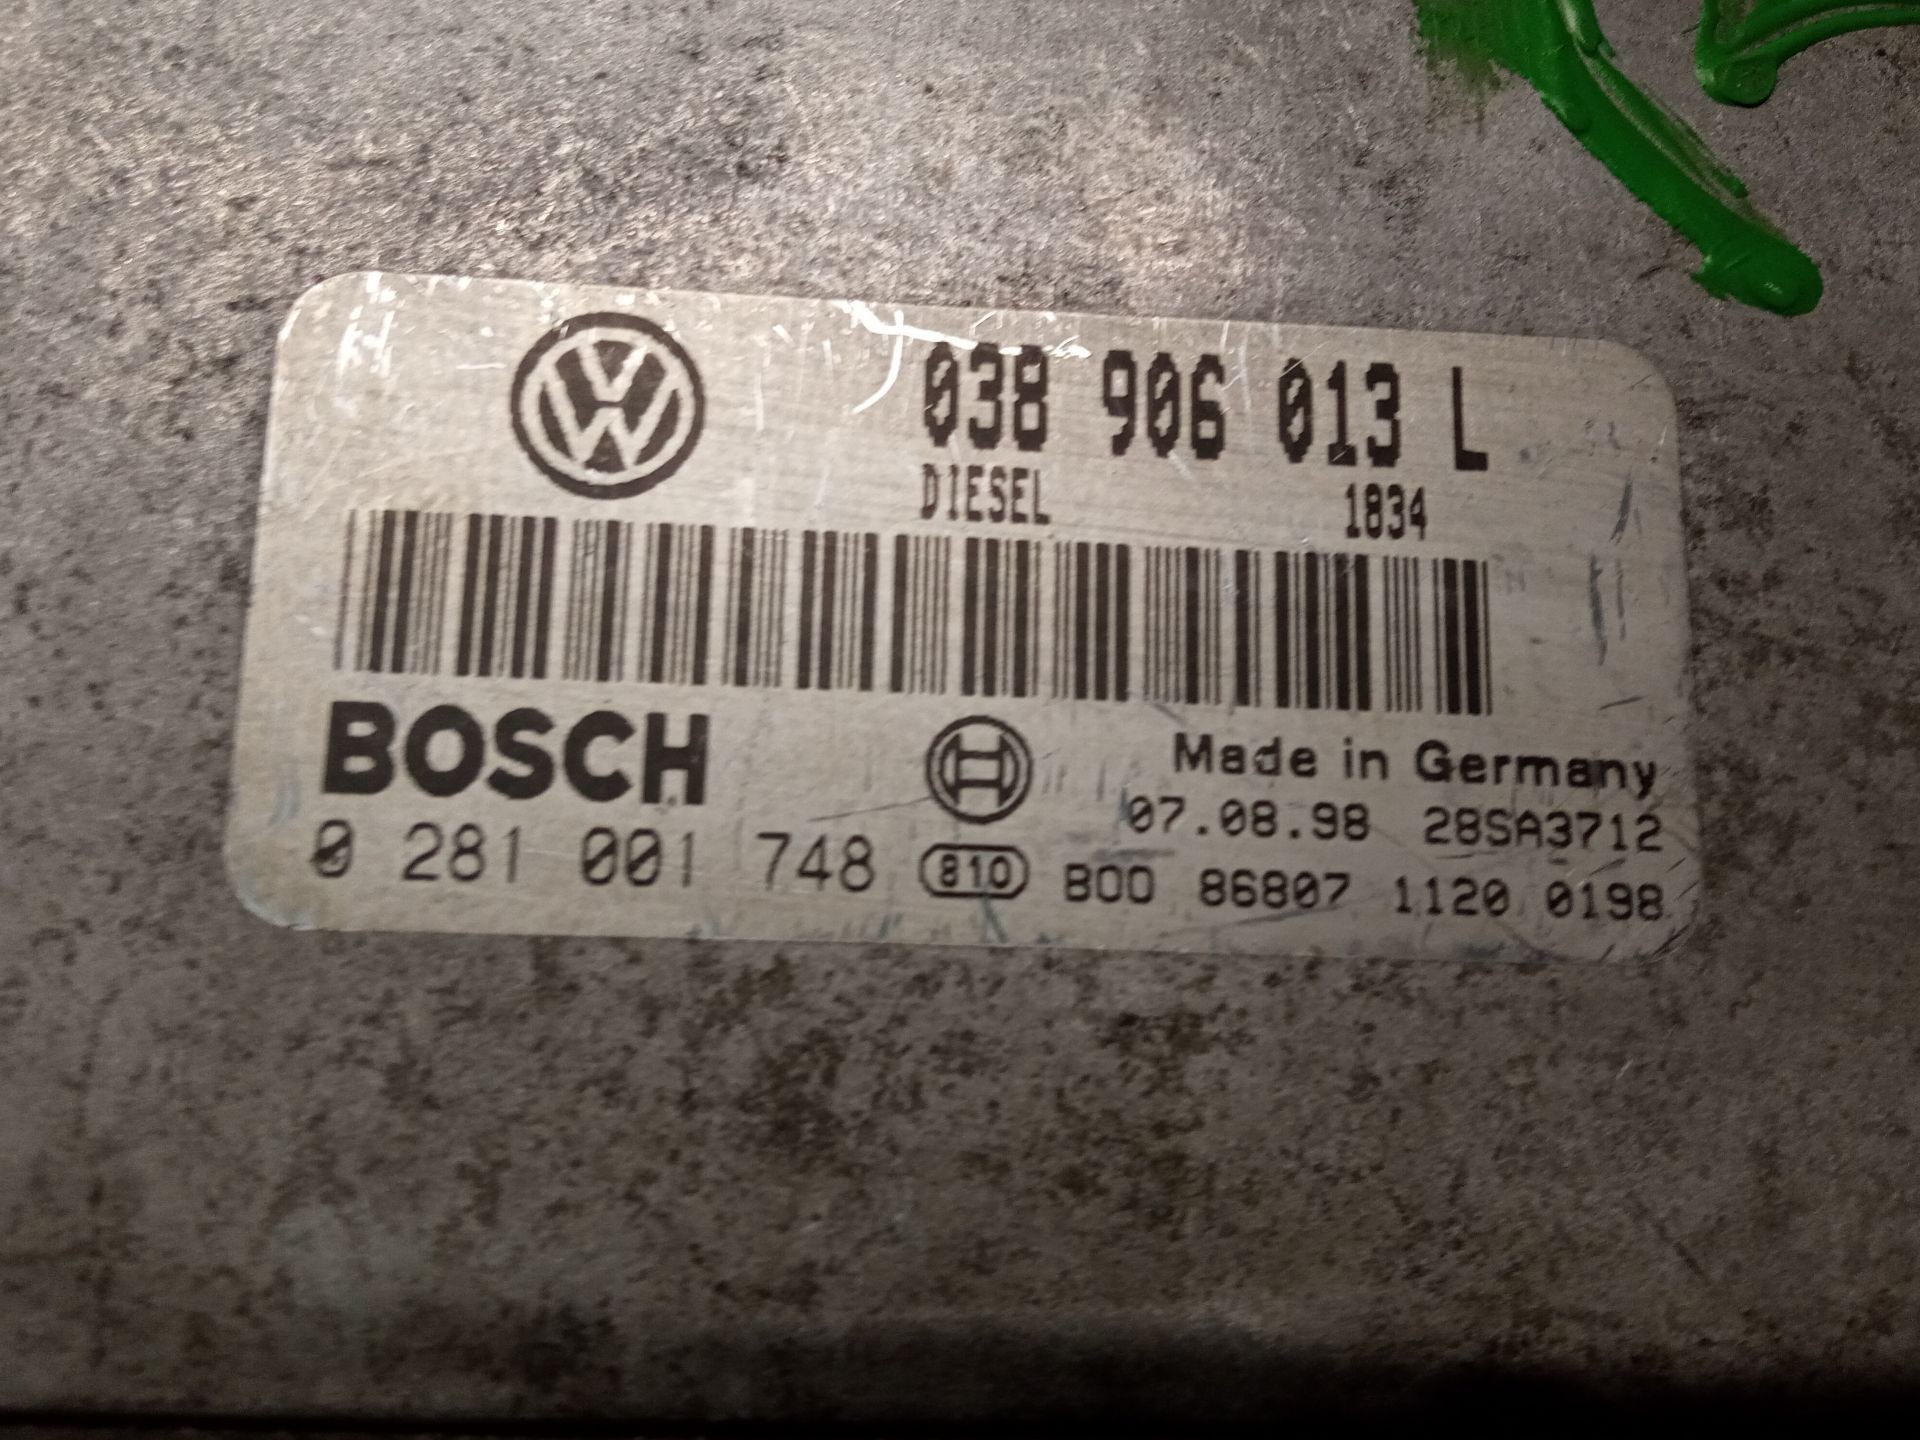 038 906 013 L
DIESEL 1834
BOSCH
Made in Germany
07.08.98 28SA3712
0 281 001 748 810 B00 86807 1120 0198